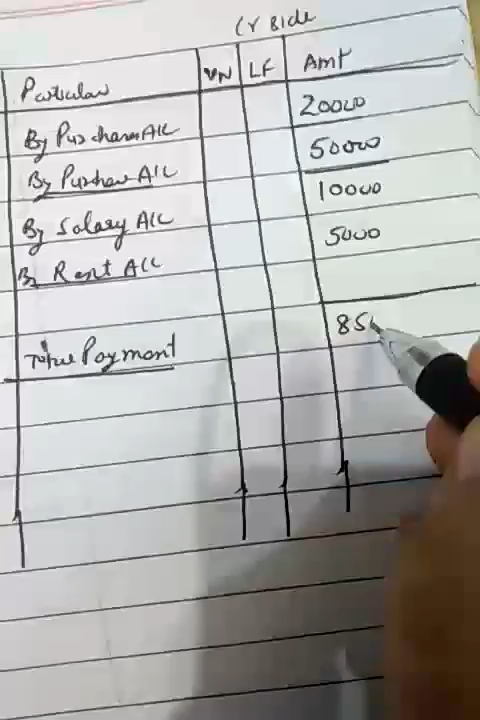 Cr Side
Particular VN LF Amt
By Purchase A/C 20000
By Purchase A/C 50000
By Salary A/C 10000
By Rent A/C 5000
Total Payment 85